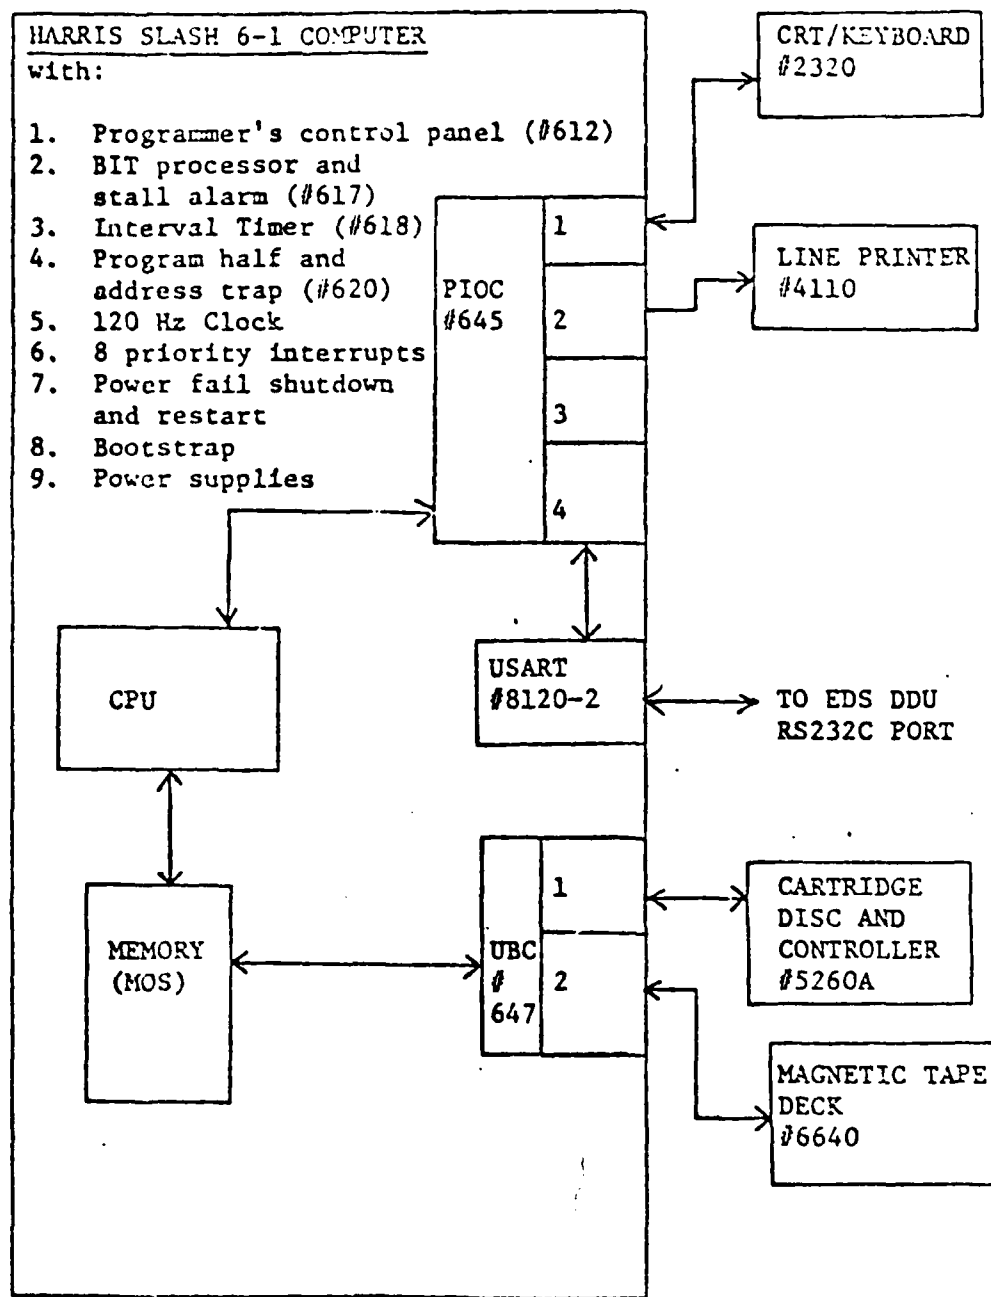 HARRIS SLASH 6-1 COMPUTER
with:
1. Programmer's control panel (#612)
2. BIT processor and
stall alarm (#617)
3. Interval Timer (#618)
4. Program half and
address trap (#620)
5. 120 Hz Clock
6. 8 priority interrupts
7. Power fail shutdown
and restart
8. Bootstrap
9. Power supplies
PIOC
#645
1
2
3
4
CRT/KEYBOARD
#2320
LINE PRINTER
#4110
CPU
USART
#8120-2
TO EDS DDU
RS232C PORT
MEMORY
(MOS)
UBC
#
647
1
2
CARTRIDGE
DISC AND
CONTROLLER
#5260A
MAGNETIC TAPE
DECK
#6640